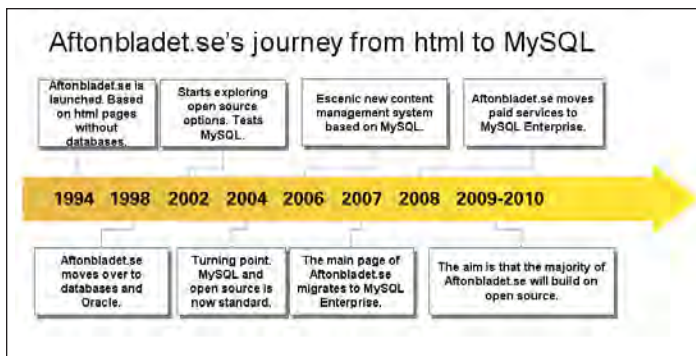 Aftonbladet.se's journey from html to MySQL
Aftonbladet.se is
launched. Based
on html pages
without
databases.
Starts exploring
open source
options. Tests
MySQL.
Escenic new content
management system
based on MySQL.
Aftonbladet.se moves
paid services to
MySQL Enterprise.
1994 1998 2002 2004 2006 2007 2008 2009-2010
Aftonbladet.se
moves over to
databases and
Oracle.
Turning point.
MySQL and
open source is
now standard.
The main page of
Aftonbladet.se
migrates to MySQL
Enterprise.
The aim is that the majority of
Aftonbladet.se will build on
open source.